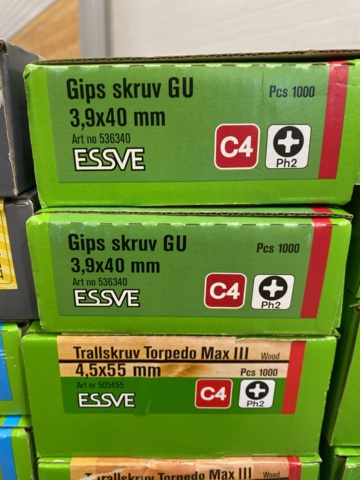 Gips skruv GU
Pcs 1000
3,9x40 mm
Art no 536340
ESSVE
C4
Ph2
Gips skruv GU
Pcs 1000
3,9x40 mm
Art no 536340
ESSVE
C4
Ph2
Trallskruv Torpedo Max III Wood
4,5x55 mm
Pcs 1000
Art no 505455
ESSVE
C4
Ph2
Trallskruv Torpedo Max III Wood